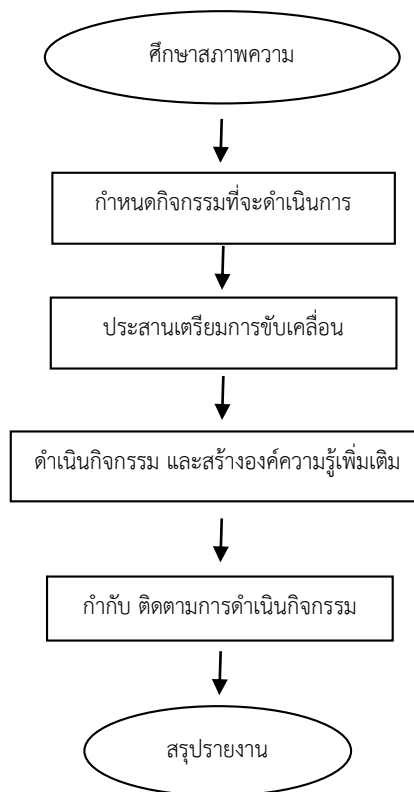 ศึกษาสภาพความ
กำหนดกิจกรรมที่จะดำเนินการ
ประสานเตรียมการขับเคลื่อน
ดำเนินกิจกรรม และสร้างองค์ความรู้เพิ่มเติม
กำกับ ติดตามการดำเนินกิจกรรม
สรุปรายงาน